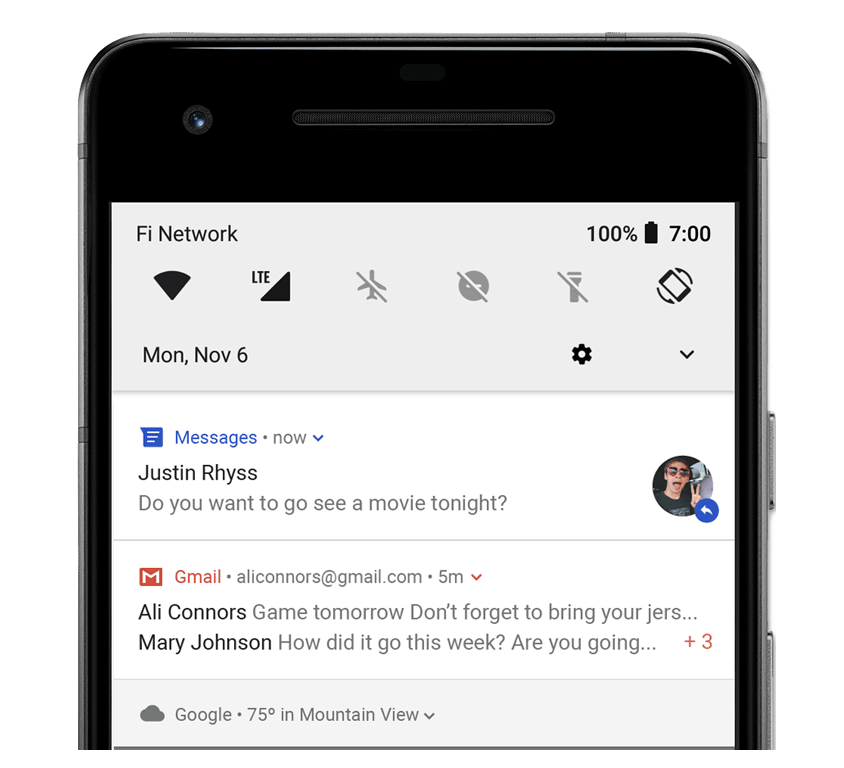 Fi Network 100% 7:00
LTE
Mon, Nov 6
Messages • now
Justin Rhyss
Do you want to go see a movie tonight?
Gmail • aliconnors@gmail.com • 5m
Ali Connors Game tomorrow Don’t forget to bring your jers...
Mary Johnson How did it go this week? Are you going... + 3
Google • 75º in Mountain View